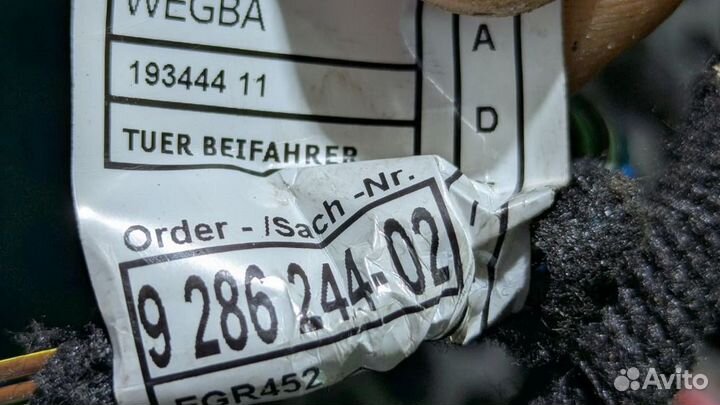 WEGBA
A
193444 11
D
TUER BEIFAHRER
Order - /Sach -Nr.
9 286 244-02
EGR452
Avito